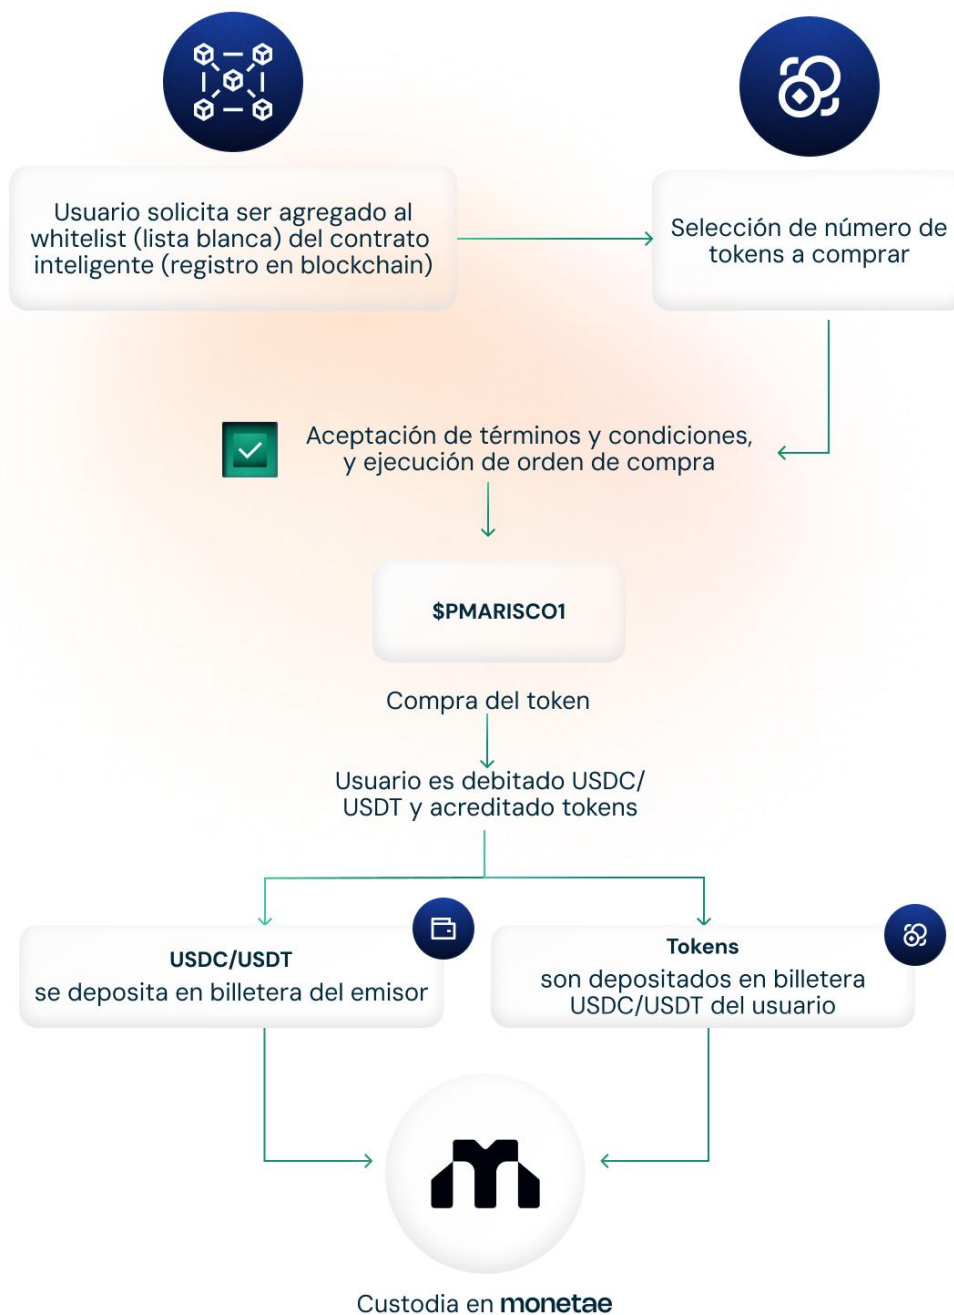 Usuario solicita ser agregado al
whitelist (lista blanca) del contrato
inteligente (registro en blockchain)
Selección de número de
tokens a comprar
Aceptación de términos y condiciones,
y ejecución de orden de compra
$PMARISCO1
Compra del token
Usuario es debitado USDC/
USDT y acreditado tokens
USDC/USDT
se deposita en billetera del emisor
Tokens
son depositados en billetera
USDC/USDT del usuario
Custodia en monetae